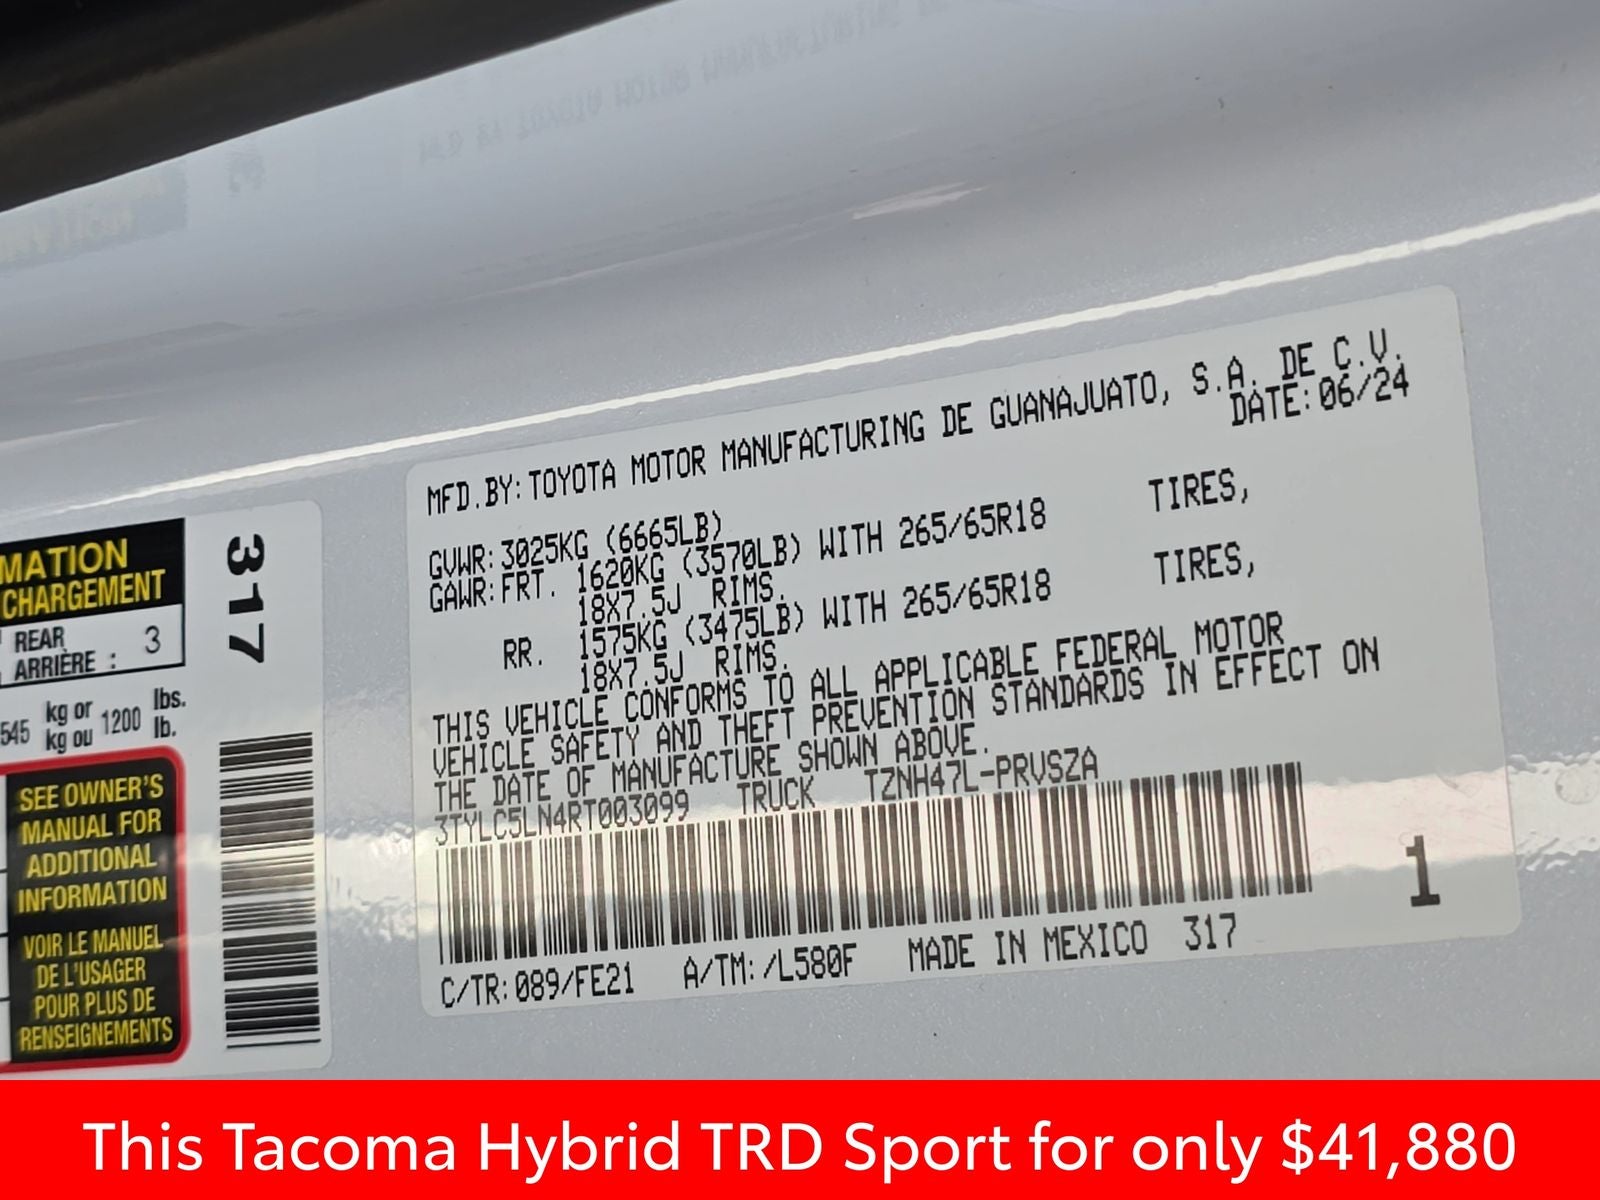 MFD.BY: TOYOTA MOTOR MANUFACTURING DE GUANAJUATO, S.A. DE C.V.
DATE: 06/24
GVWR: 3025KG (6665LB)
GAWR: FRT. 1620KG (3570LB) WITH 265/65R18 TIRES,
18X7.5J RIMS.
RR. 1575KG (3475LB) WITH 265/65R18 TIRES,
18X7.5J RIMS.
THIS VEHICLE CONFORMS TO ALL APPLICABLE FEDERAL MOTOR
VEHICLE SAFETY AND THEFT PREVENTION STANDARDS IN EFFECT ON
THE DATE OF MANUFACTURE SHOWN ABOVE.
3TYLC5LN4RT003099 TRUCK TZNH47L-PRVSZA
C/TR: 089/FE21 A/TM: /L580F MADE IN MEXICO 317
1
MATION
CHARGEMENT
REAR
ARRIÈRE : 3
545 kg or 1200 lbs.
kg ou lb.
SEE OWNER'S
MANUAL FOR
ADDITIONAL
INFORMATION
VOIR LE MANUEL
DE L'USAGER
POUR PLUS DE
RENSEIGNEMENTS
317
This Tacoma Hybrid TRD Sport for only $41,880